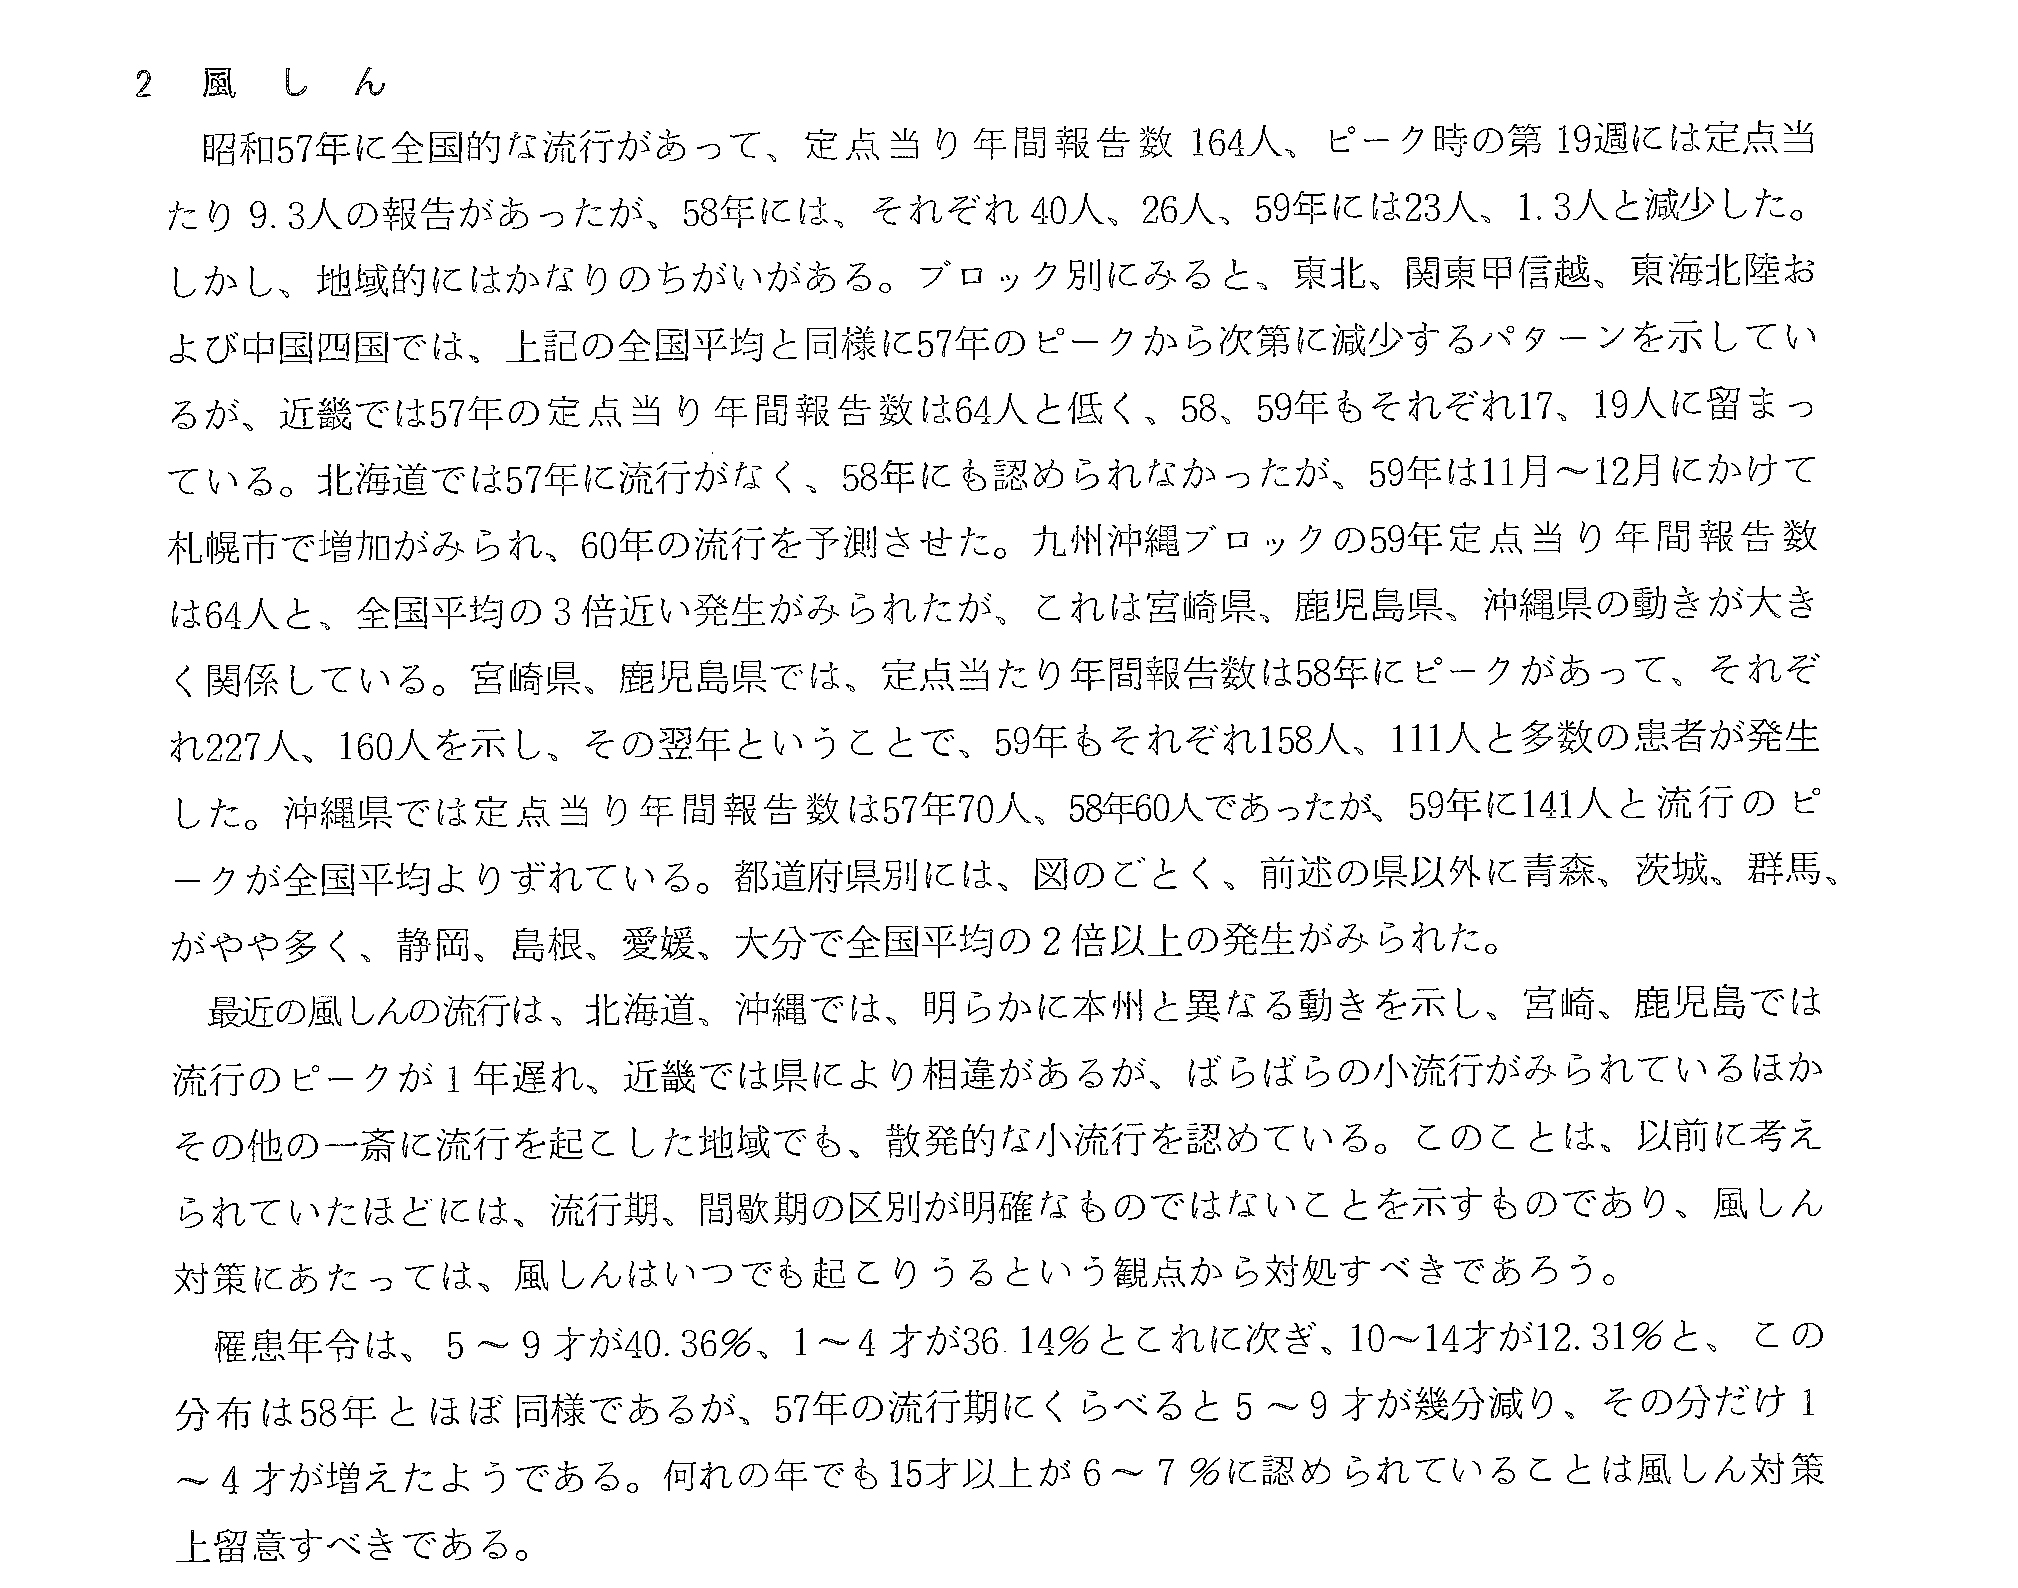 2 風しん
昭和57年に全国的な流行があって、定点当り年間報告数 164人、ピーク時の第 19週には定点当
たり 9.3人の報告があったが、58年には、それぞれ 40人、26人、59年には23人、1.3人と減少した。
しかし、地域的にはかなりのちがいがある。ブロック別にみると、東北、関東甲信越、東海北陸お
よび中国四国では、上記の全国平均と同様に57年のピークから次第に減少するパターンを示してい
るが、近畿では57年の定点当り年間報告数は64人と低く、58、59年もそれぞれ17、19人に留まっ
ている。北海道では57年に流行がなく、58年にも認められなかったが、59年は11月〜12月にかけて
札幌市で増加がみられ、60年の流行を予測させた。九州沖縄ブロックの59年定点当り年間報告数
は64人と、全国平均の3倍近い発生がみられたが、これは宮崎県、鹿児島県、沖縄県の動きが大き
く関係している。宮崎県、鹿児島県では、定点当たり年間報告数は58年にピークがあって、それぞ
れ227人、160人を示し、その翌年ということで、59年もそれぞれ158人、111人と多数の患者が発生
した。沖縄県では定点当り年間報告数は57年70人、58年60人であったが、59年に141人と流行のピ
ークが全国平均よりずれている。都道府県別には、図のごとく、前述の県以外に青森、茨城、群馬、
がやや多く、静岡、島根、愛媛、大分で全国平均の2倍以上の発生がみられた。
最近の風しんの流行は、北海道、沖縄では、明らかに本州と異なる動きを示し、宮崎、鹿児島では
流行のピークが1年遅れ、近畿では県により相違があるが、ばらばらの小流行がみられているほか
その他の一斎に流行を起こした地域でも、散発的な小流行を認めている。このことは、以前に考え
られていたほどには、流行期、間歇期の区別が明確なものではないことを示すものであり、風しん
対策にあたっては、風しんはいつでも起こりうるという観点から対処すべきであろう。
罹患年令は、5〜9才が40.36%、1〜4才が36.14%とこれに次ぎ、10〜14才が12.31%と、この
分布は58年とほぼ同様であるが、57年の流行期にくらべると5〜9才が幾分減り、その分だけ1
〜4才が増えたようである。何れの年でも15才以上が6〜7%に認められていることは風しん対策
上留意すべきである。